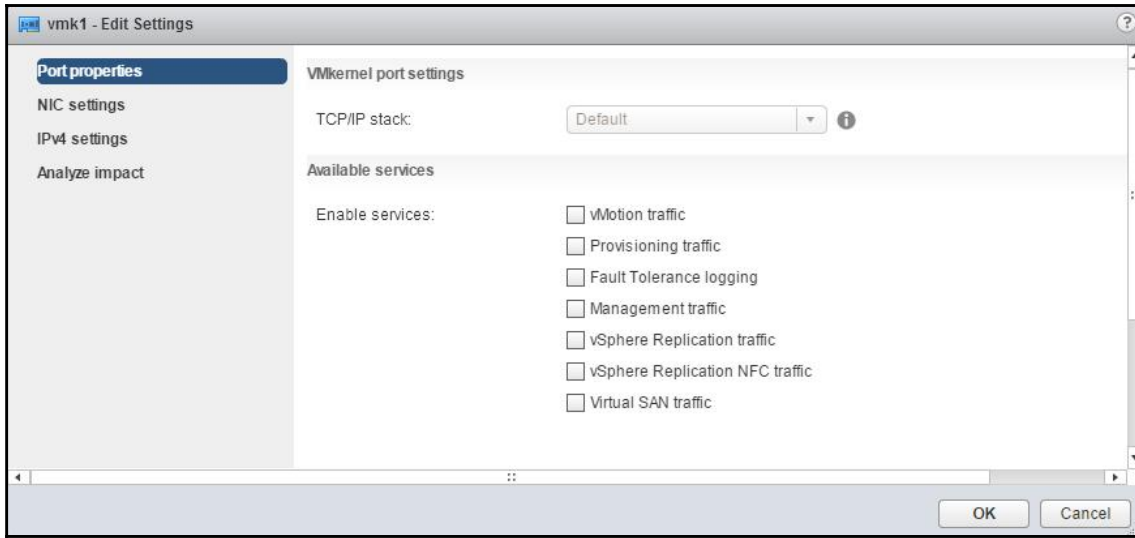 vmk1 - Edit Settings
?
Port properties
NIC settings
IPv4 settings
Analyze impact
VMkernel port settings
TCP/IP stack: Default
Available services
Enable services: vMotion traffic
Provisioning traffic
Fault Tolerance logging
Management traffic
vSphere Replication traffic
vSphere Replication NFC traffic
Virtual SAN traffic
OK Cancel